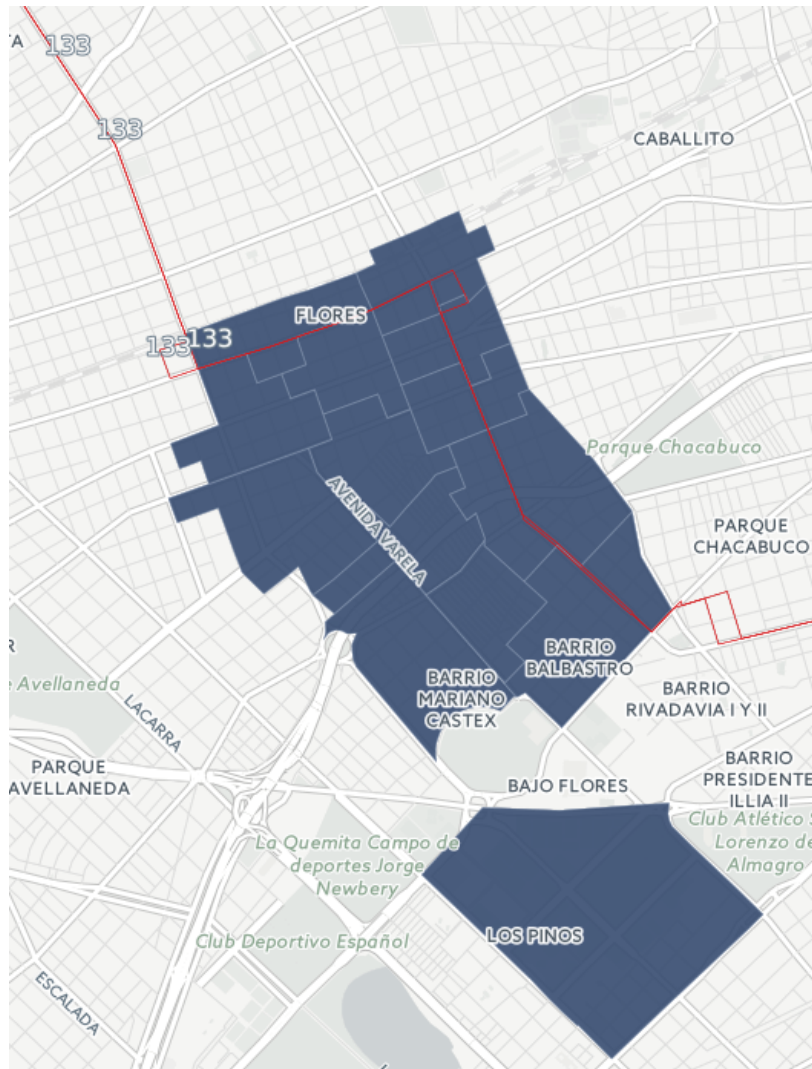 TA
133
133
CABALLITO
FLORES
133
133
Parque Chacabuco
AVENIDA VARELA
PARQUE
CHACABUCO
BARRIO
BALBASTRO
BARRIO
MARIANO
CASTEX
BARRIO
RIVADAVIA I Y II
R
e Avellaneda
LACARRA
PARQUE
AVELLANEDA
BAJO FLORES
BARRIO
PRESIDENTE
ILLIA II
Club Atlético S
Lorenzo de
Almagro
La Quemita Campo de
deportes Jorge
Newbery
Club Deportivo Español
LOS PINOS
ESCALADA